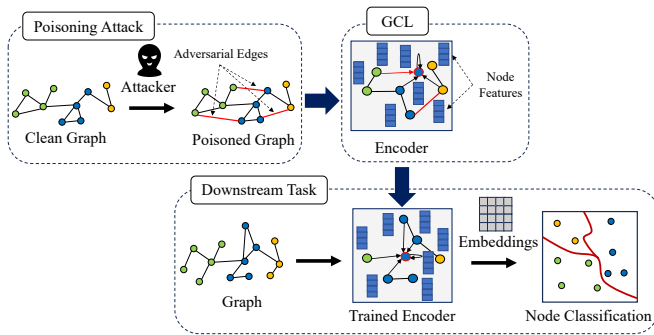 Poisoning Attack
GCL
Adversarial Edges
Attacker
Node
Features
Clean Graph
Poisoned Graph
Encoder
Downstream Task
Embeddings
Graph
Trained Encoder
Node Classification